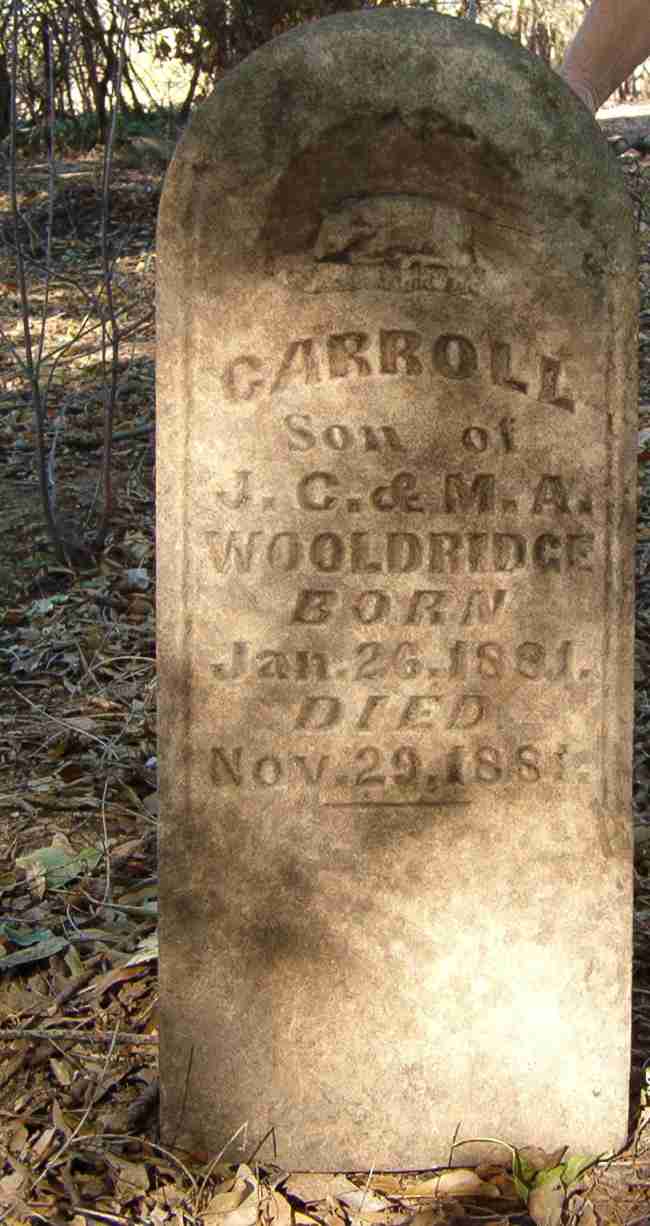 CARROLL
Son of
J. C. & M. A.
WOOLDRIDGE
BORN
Jan. 26. 1881.
DIED
Nov. 29. 1881.